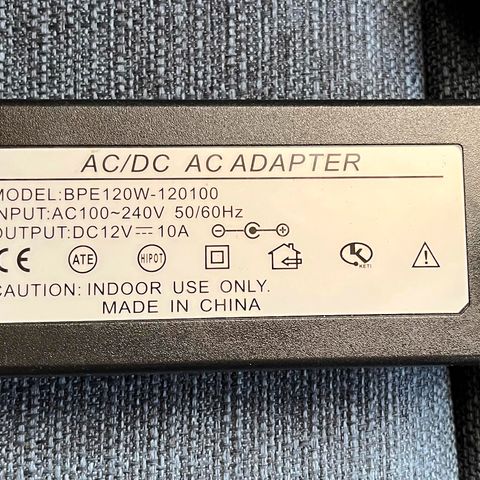 AC/DC AC ADAPTER
MODEL:BPE120W-120100
INPUT:AC100~240V 50/60Hz
OUTPUT:DC12V⎓10A
CE ATE HIPOT KETI
CAUTION: INDOOR USE ONLY.
MADE IN CHINA